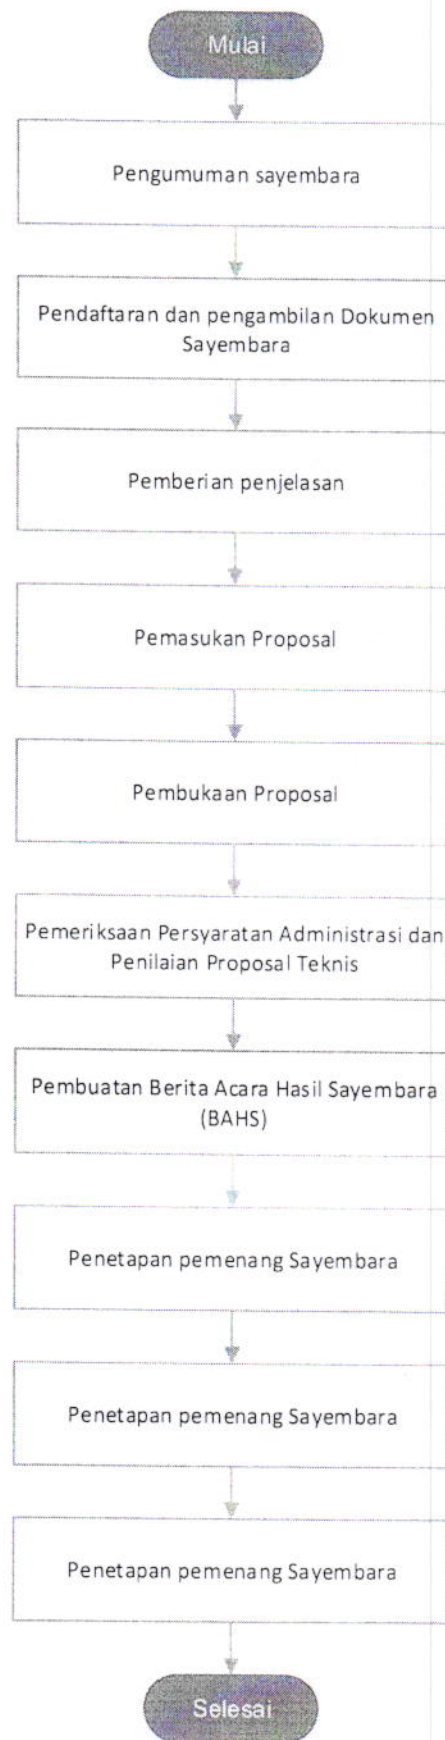 Mulai
Pengumuman sayembara
Pendaftaran dan pengambilan Dokumen
Sayembara
Pemberian penjelasan
Pemasukan Proposal
Pembukaan Proposal
Pemeriksaan Persyaratan Administrasi dan
Penilaian Proposal Teknis
Pembuatan Berita Acara Hasil Sayembara
(BAHS)
Penetapan pemenang Sayembara
Penetapan pemenang Sayembara
Penetapan pemenang Sayembara
Selesai